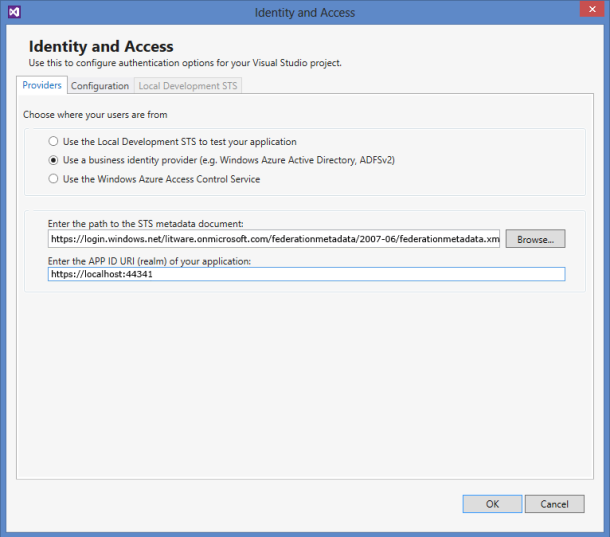 Identity and Access
Identity and Access
Use this to configure authentication options for your Visual Studio project.
Providers Configuration Local Development STS
Choose where your users are from
Use the Local Development STS to test your application
Use a business identity provider (e.g. Windows Azure Active Directory, ADFSv2)
Use the Windows Azure Access Control Service
Enter the path to the STS metadata document:
https://login.windows.net/litware.onmicrosoft.com/federationmetadata/2007-06/federationmetadata.xm Browse...
Enter the APP ID URI (realm) of your application:
https://localhost:44341
OK Cancel